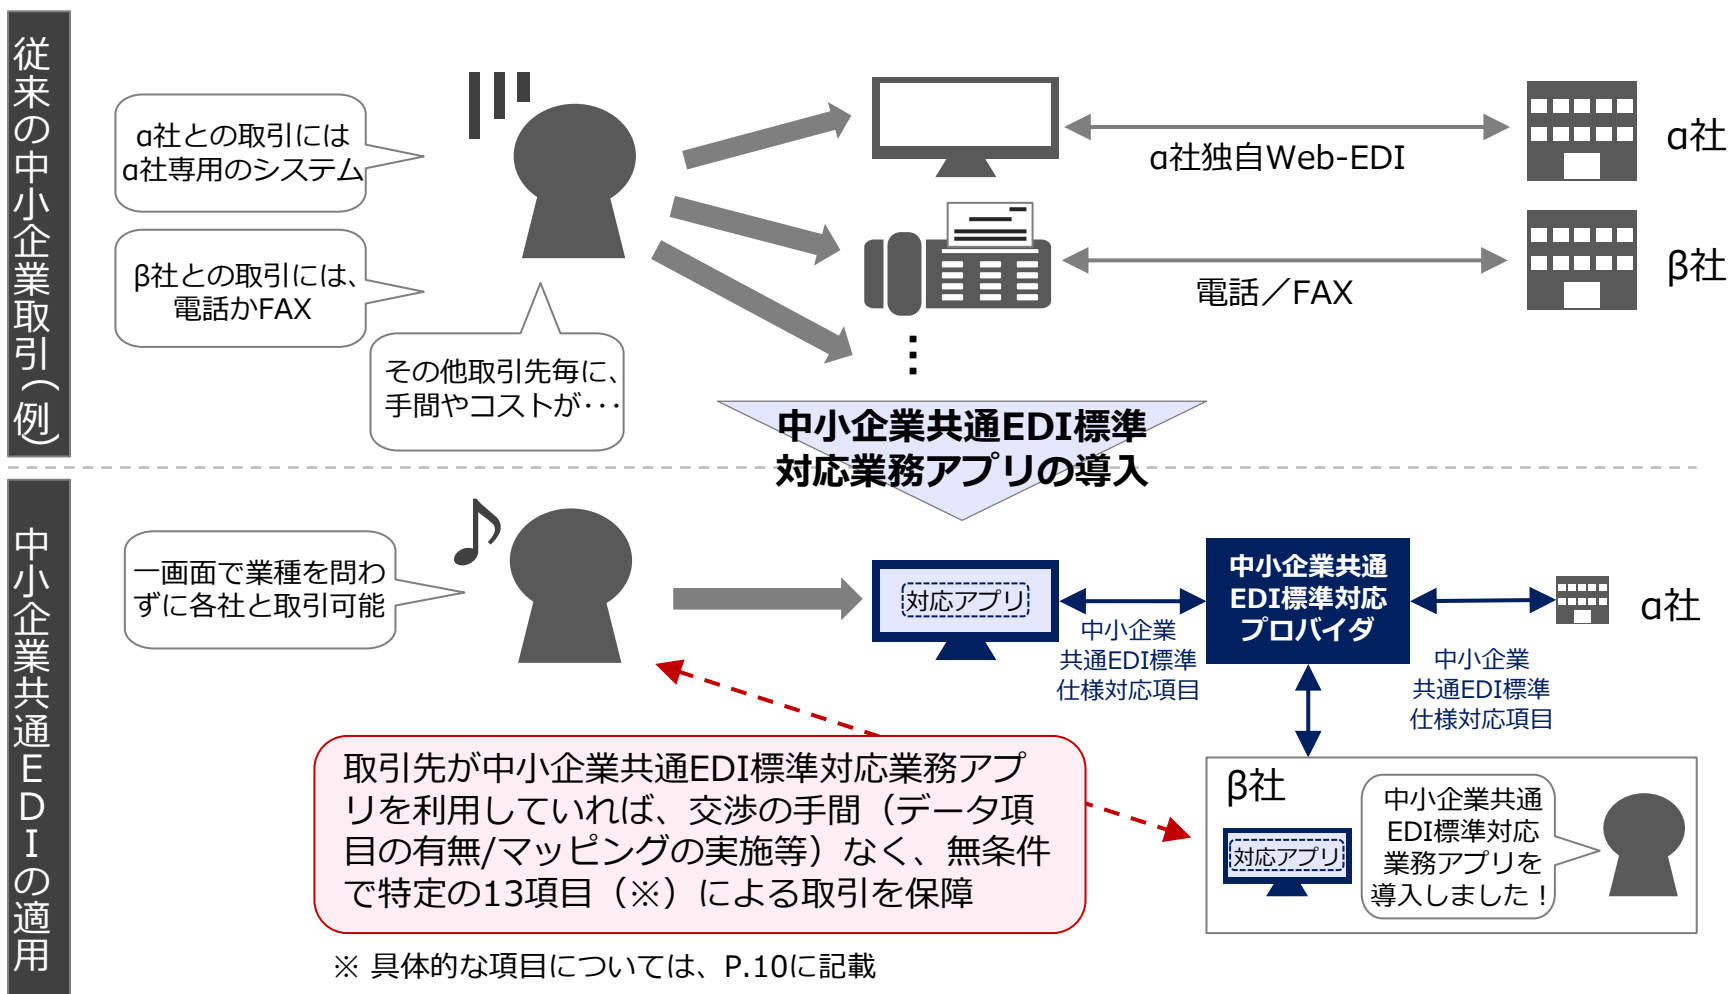 従来の中小企業取引（例）
α社との取引には
α社専用のシステム
β社との取引には、
電話かFAX
その他取引先毎に、
手間やコストが･･･
α社独自Web-EDI
α社
電話／FAX
β社
⋮
中小企業共通EDI標準
対応業務アプリの導入
中小企業共通EDIの適用
一画面で業種を問わ
ずに各社と取引可能
対応アプリ
中小企業
共通EDI標準
仕様対応項目
中小企業共通
EDI標準対応
プロバイダ
中小企業
共通EDI標準
仕様対応項目
α社
取引先が中小企業共通EDI標準対応業務アプ
リを利用していれば、交渉の手間（データ項
目の有無/マッピングの実施等）なく、無条件
で特定の13項目（※）による取引を保障
β社
対応アプリ
中小企業共通
EDI標準対応
業務アプリを
導入しました！
※ 具体的な項目については、P.10に記載